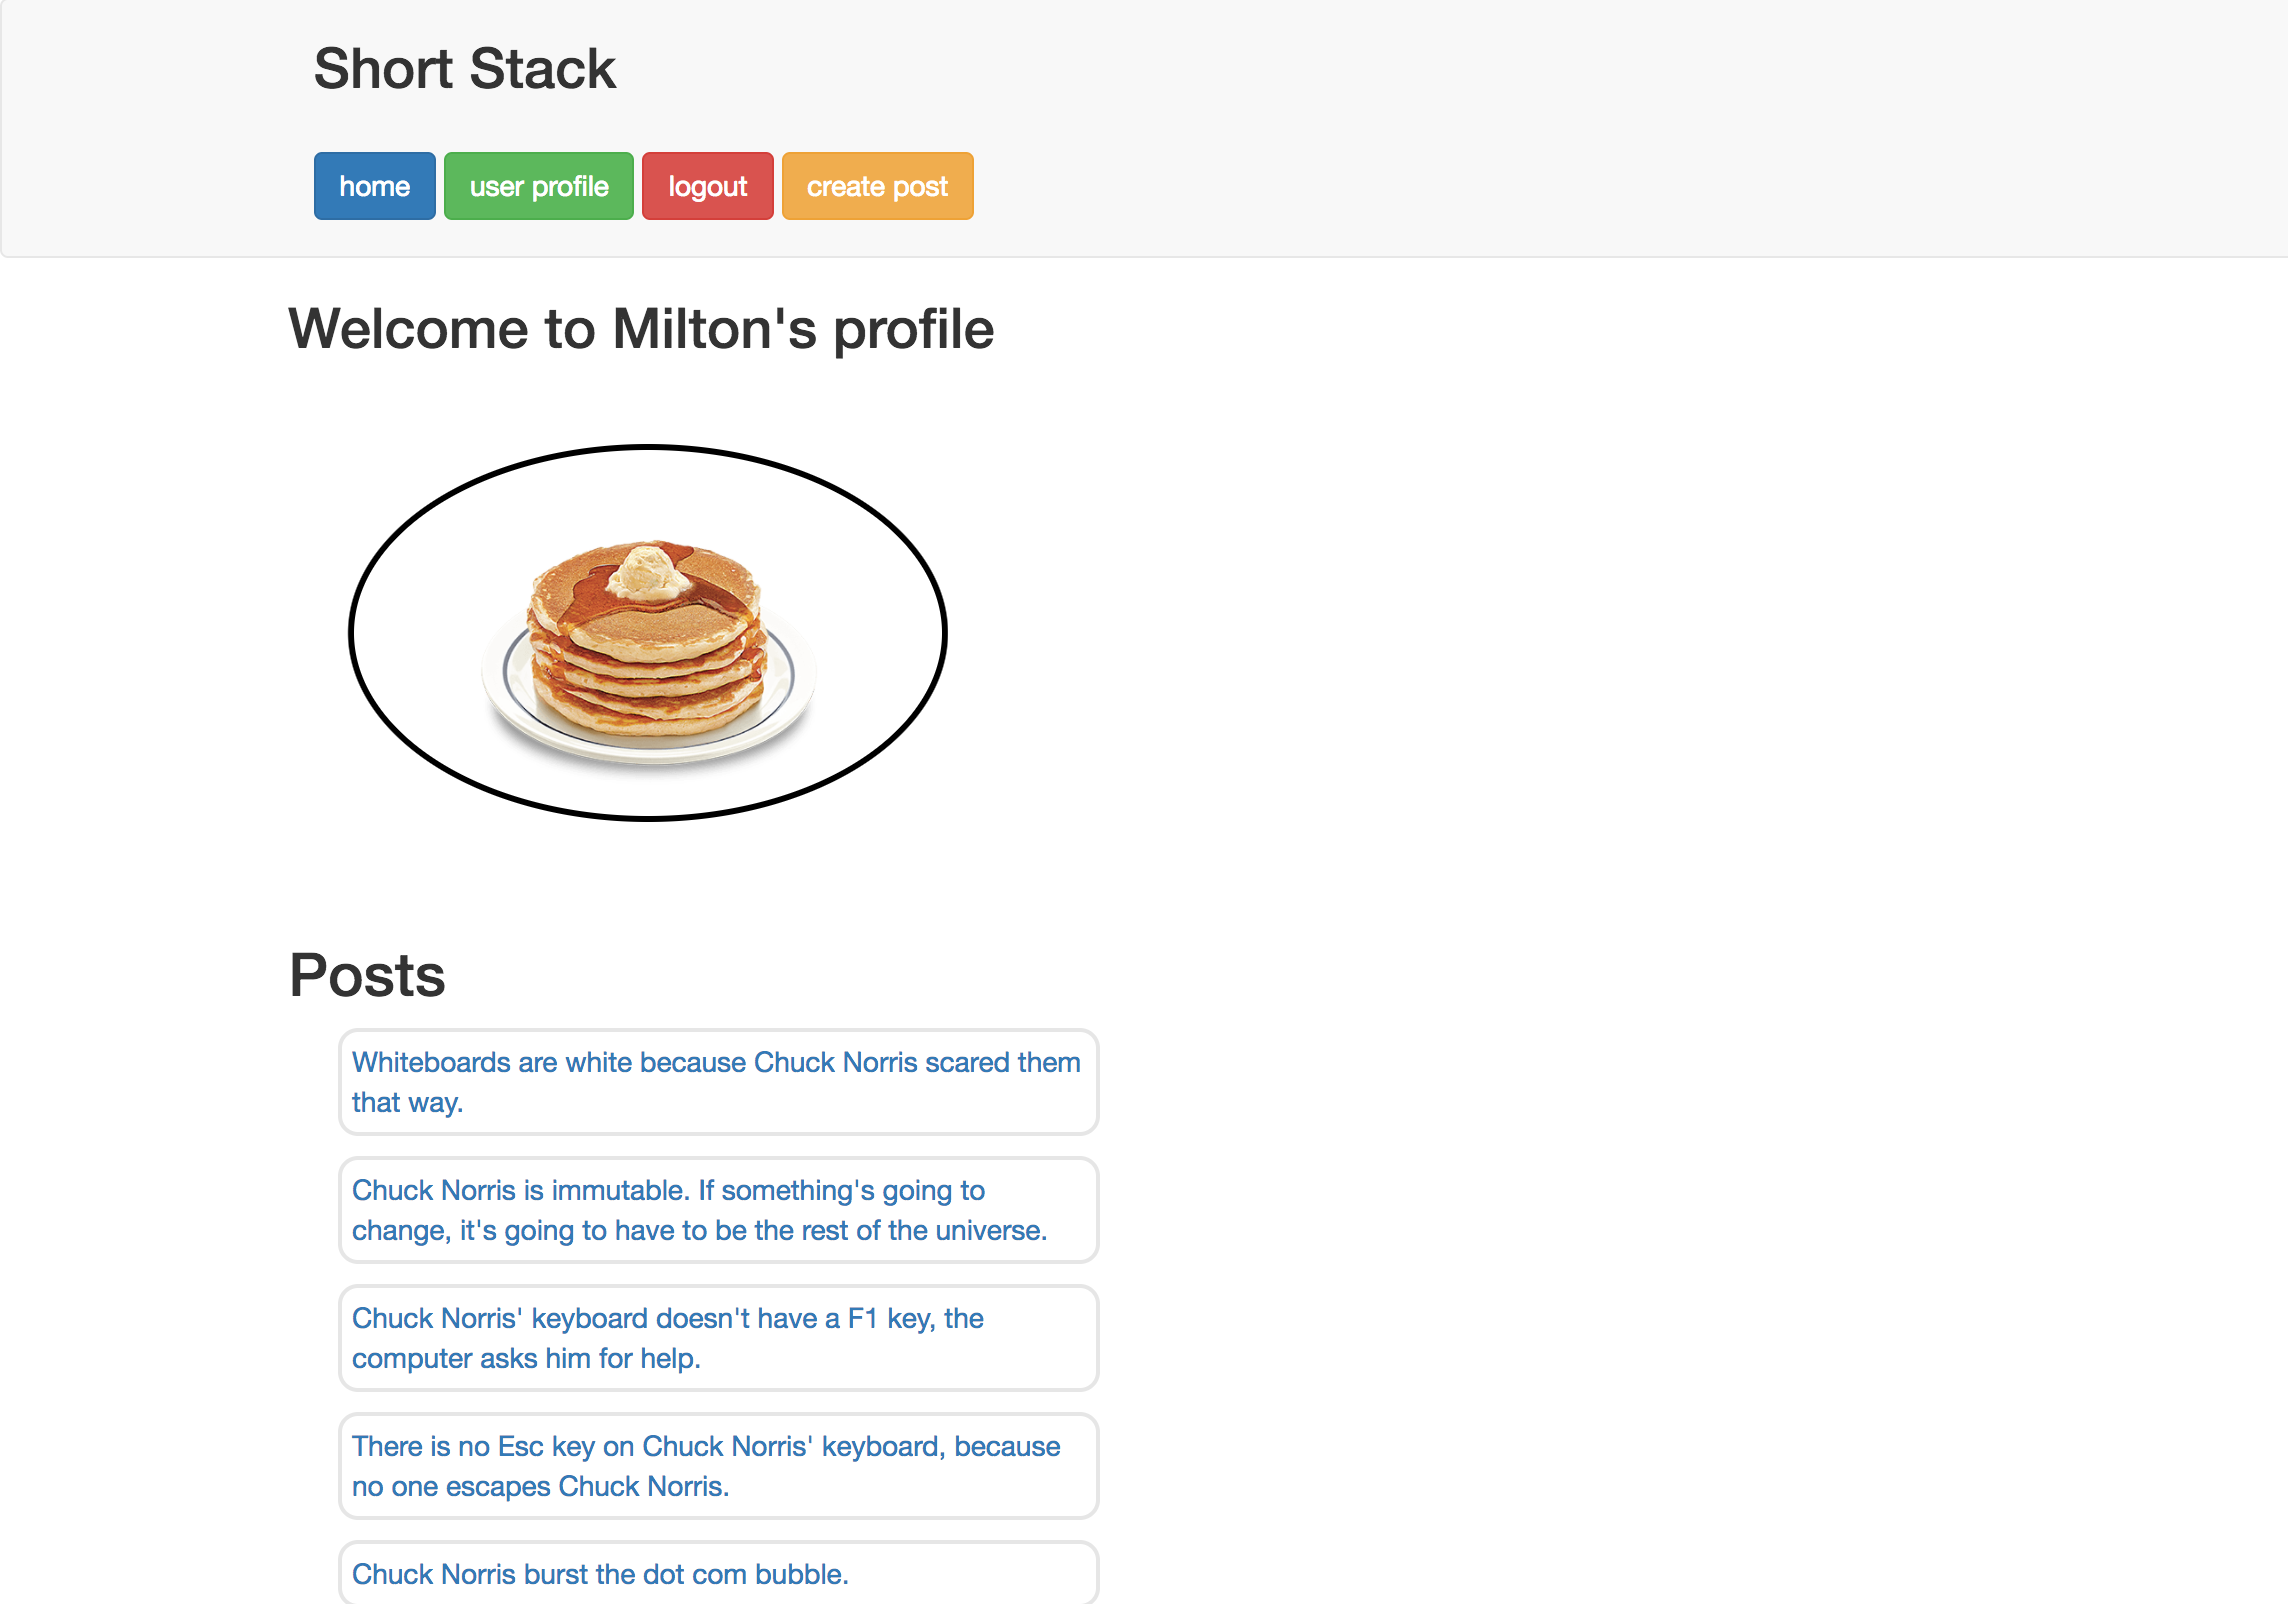 Short Stack
home user profile logout create post
Welcome to Milton's profile
Posts
Whiteboards are white because Chuck Norris scared them
that way.
Chuck Norris is immutable. If something's going to
change, it's going to have to be the rest of the universe.
Chuck Norris' keyboard doesn't have a F1 key, the
computer asks him for help.
There is no Esc key on Chuck Norris' keyboard, because
no one escapes Chuck Norris.
Chuck Norris burst the dot com bubble.